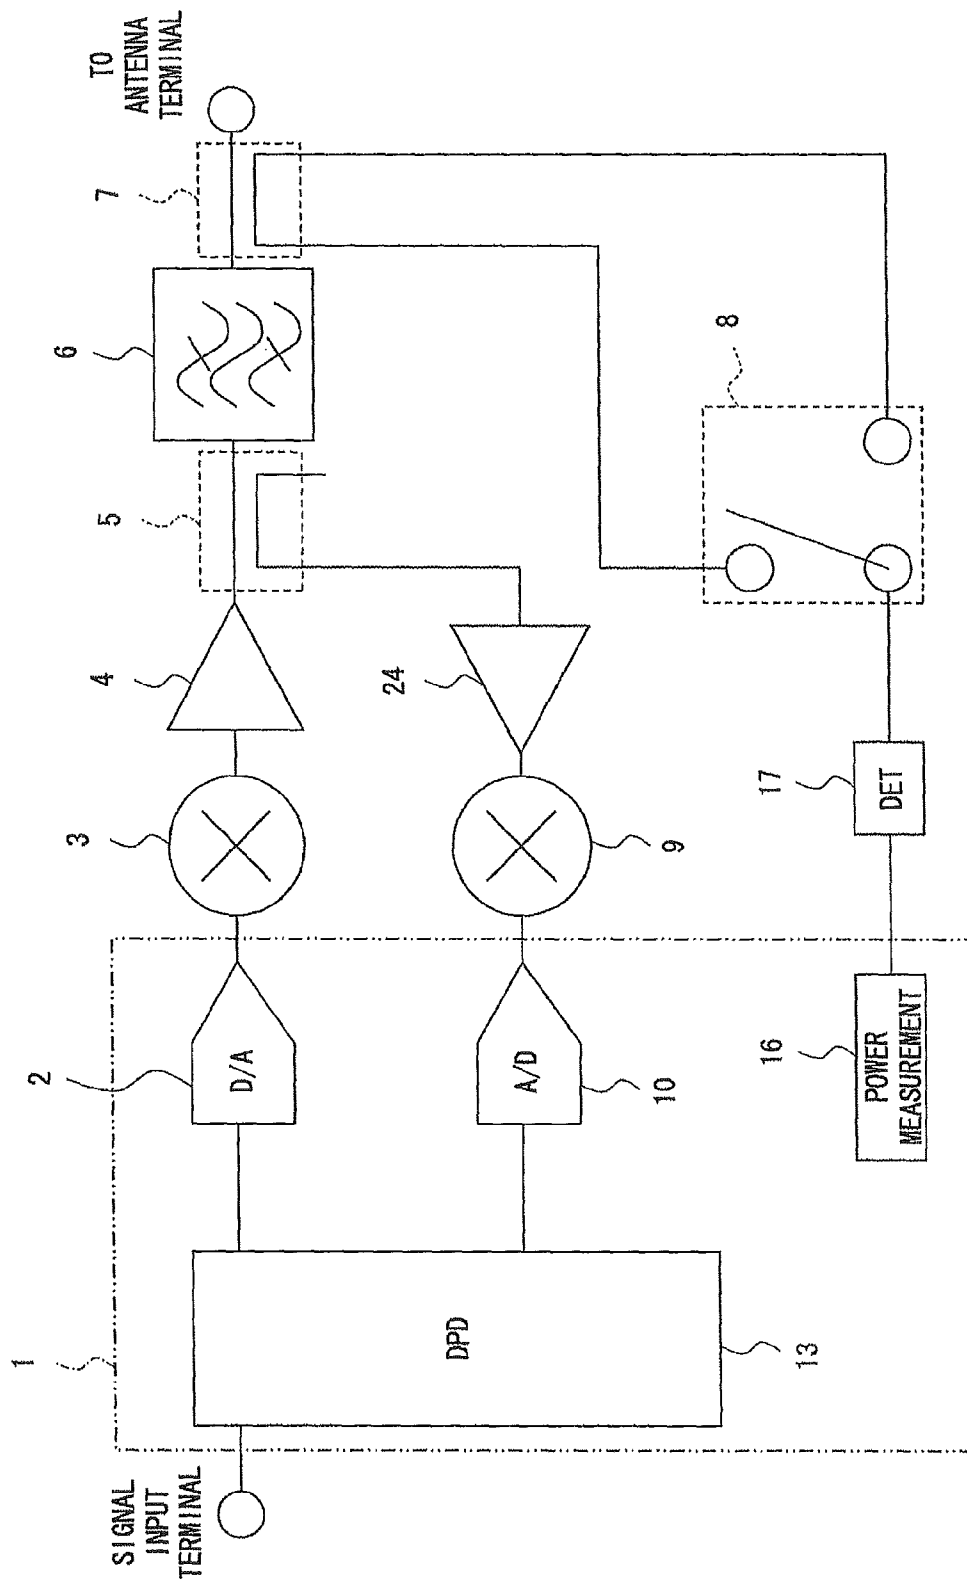 SIGNAL
INPUT
TERMINAL
1
DPD
13
2
D/A
A/D
10
3
9
4
24
5
6
7
TO
ANTENNA
TERMINAL
8
17
DET
16
POWER
MEASUREMENT